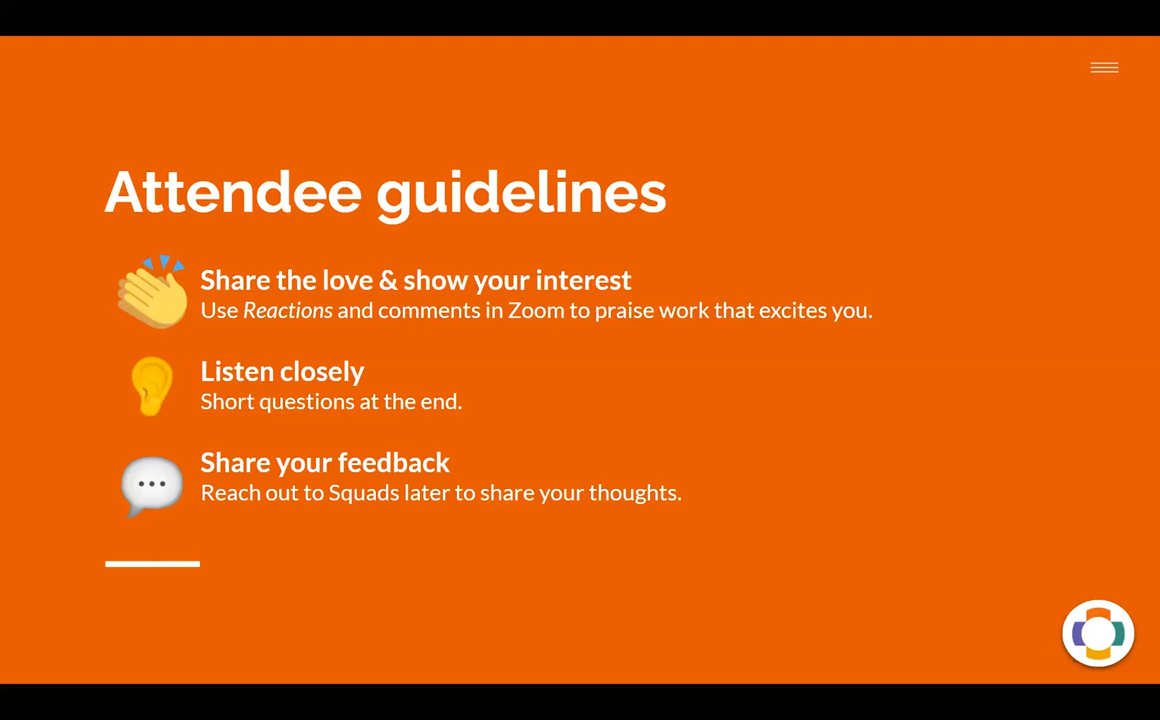 Attendee guidelines
Share the love & show your interest
Use Reactions and comments in Zoom to praise work that excites you.
Listen closely
Short questions at the end.
Share your feedback
Reach out to Squads later to share your thoughts.